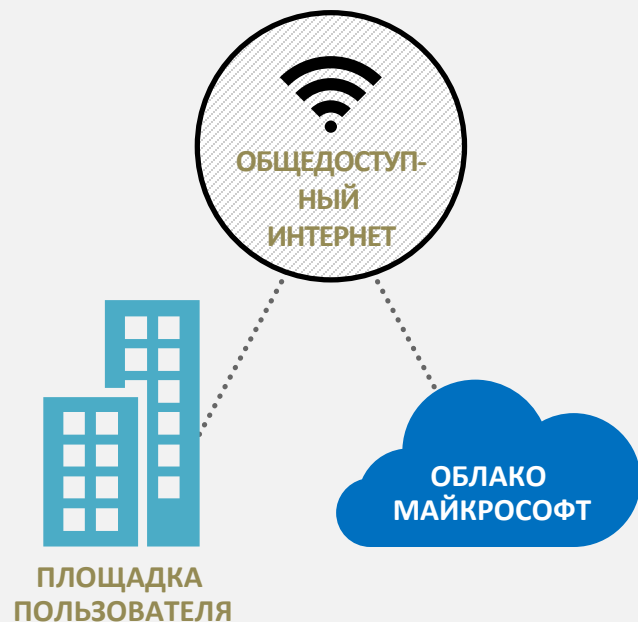 ОБЩЕДОСТУП-
НЫЙ
ИНТЕРНЕТ
ОБЛАКО
МАЙКРОСОФТ
ПЛОЩАДКА
ПОЛЬЗОВАТЕЛЯ